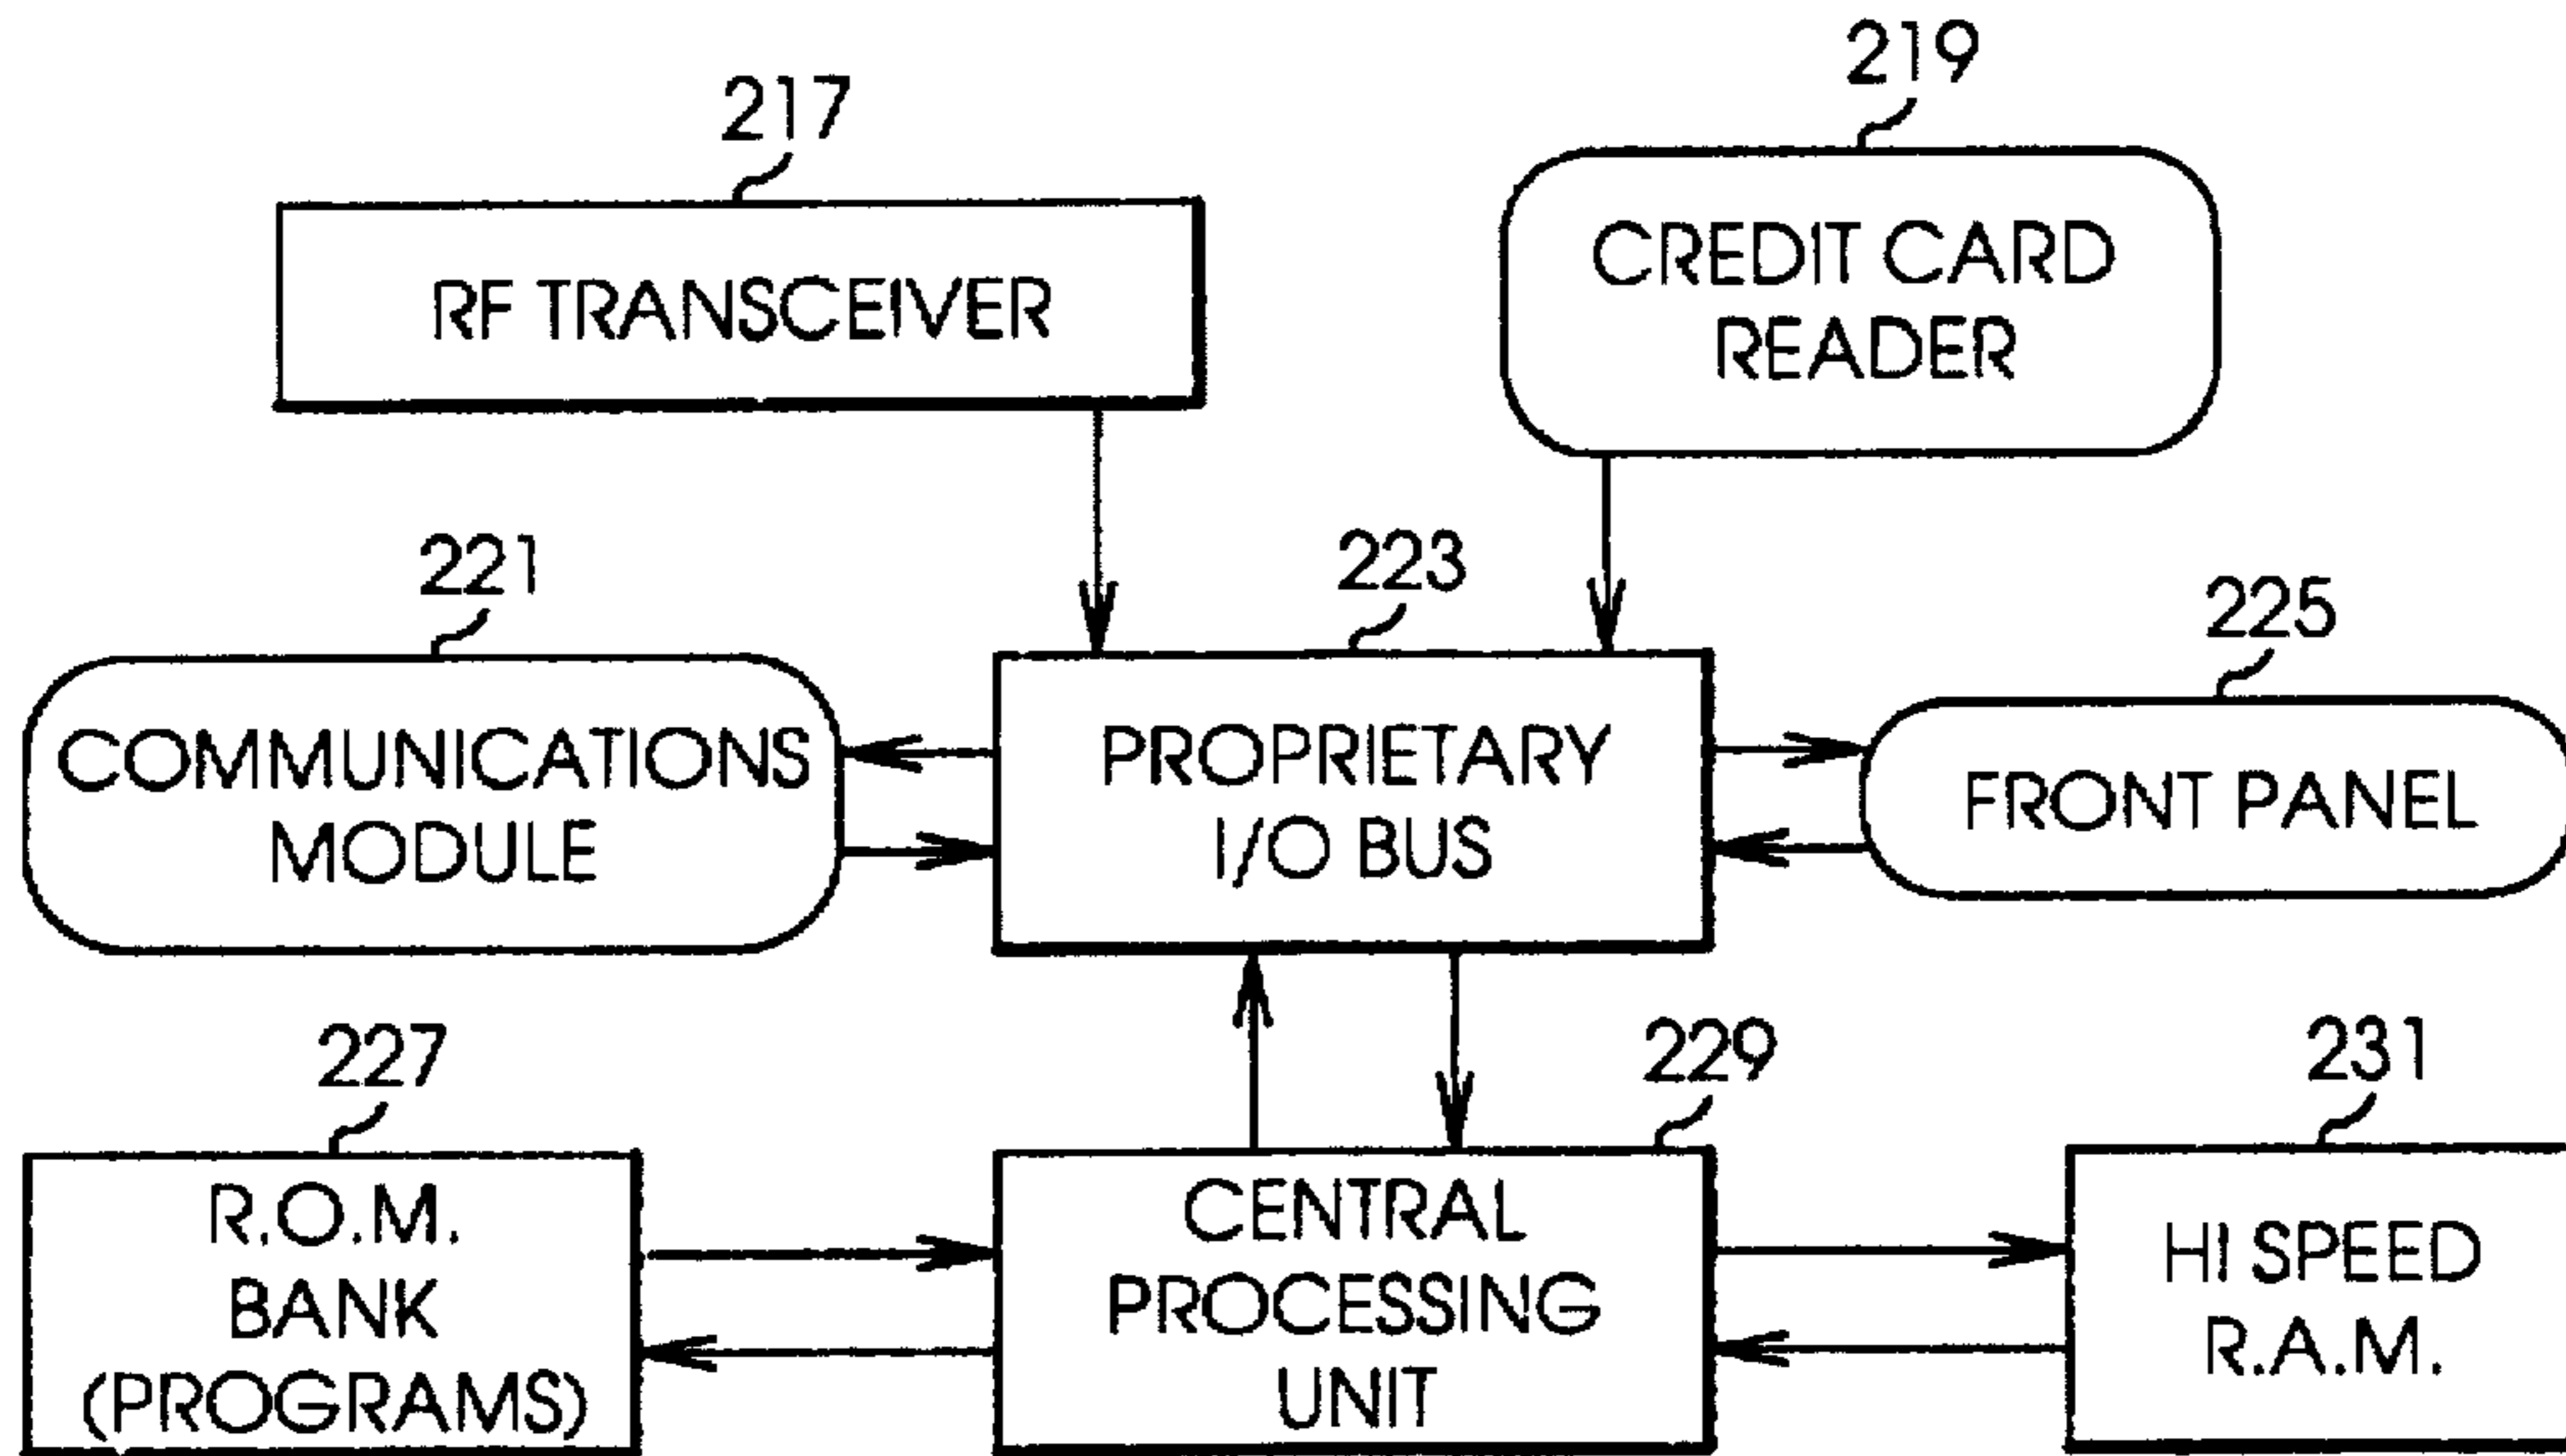 217
RF TRANSCEIVER
219
CREDIT CARD
READER
221
COMMUNICATIONS
MODULE
223
PROPRIETARY
I/O BUS
225
FRONT PANEL
227
R.O.M.
BANK
(PROGRAMS)
229
CENTRAL
PROCESSING
UNIT
231
HI SPEED
R.A.M.